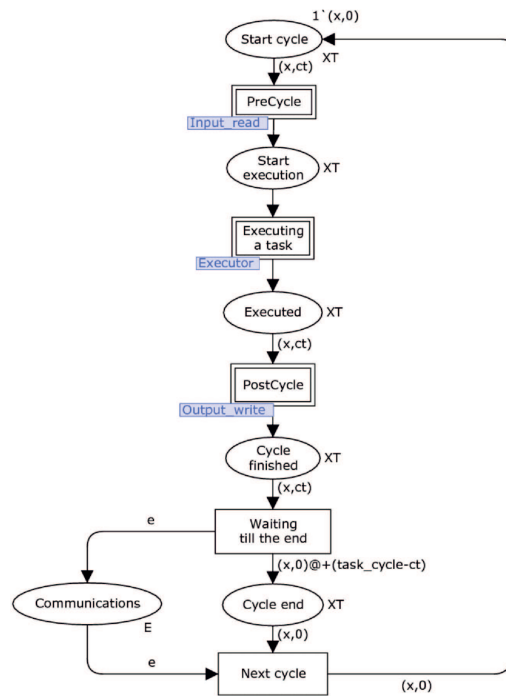 1`(x,0)
Start cycle
XT
(x,ct)
PreCycle
Input_read
Start
execution
XT
Executing
a task
Executor
Executed
XT
(x,ct)
PostCycle
Output_write
Cycle
finished
XT
(x,ct)
e
Waiting
till the end
(x,0)@+(task_cycle-ct)
Communications
E
Cycle end
XT
(x,0)
e
Next cycle
(x,0)